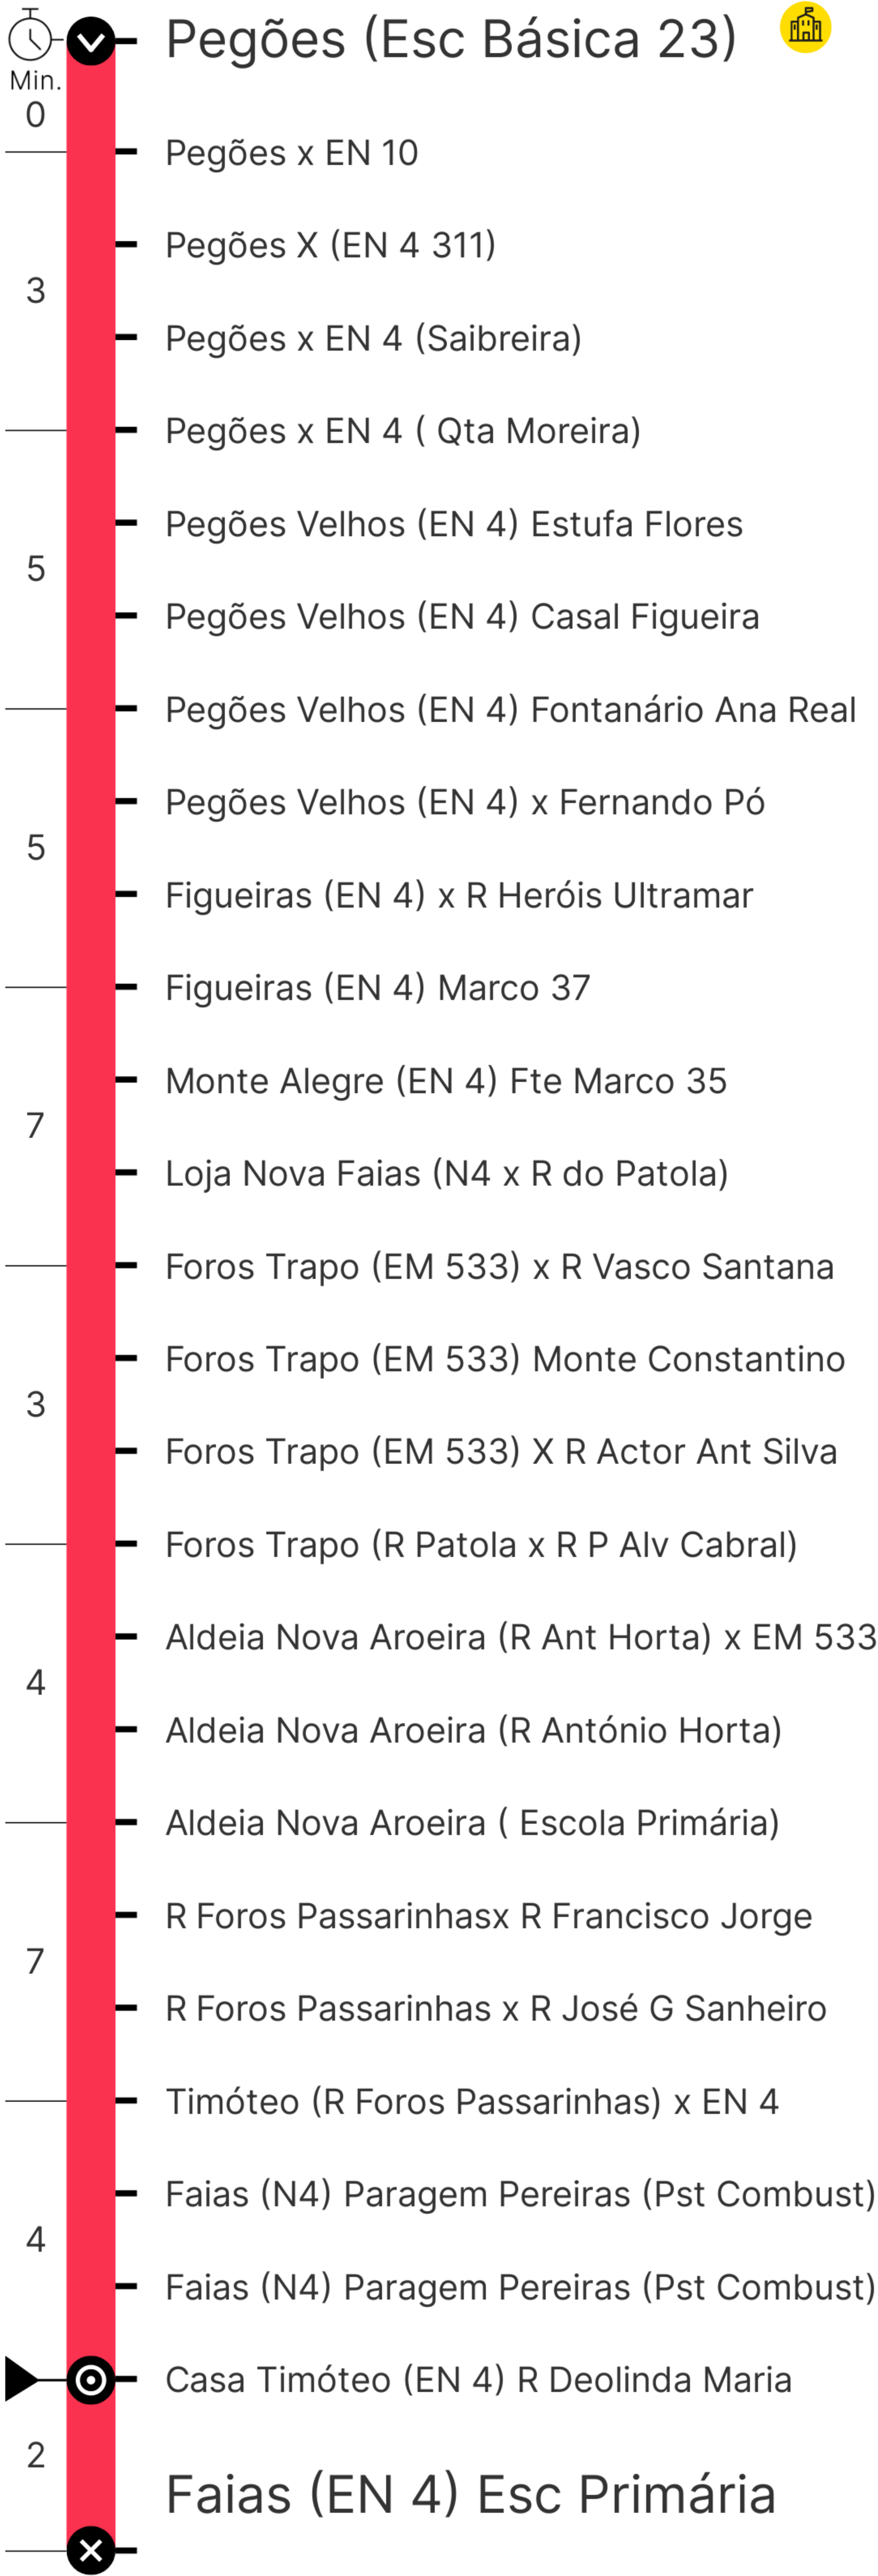 Pegões (Esc Básica 23)
Min.
0
Pegões x EN 10
Pegões X (EN 4 311)
3
Pegões x EN 4 (Saibreira)
Pegões x EN 4 ( Qta Moreira)
Pegões Velhos (EN 4) Estufa Flores
5
Pegões Velhos (EN 4) Casal Figueira
Pegões Velhos (EN 4) Fontanário Ana Real
Pegões Velhos (EN 4) x Fernando Pó
5
Figueiras (EN 4) x R Heróis Ultramar
Figueiras (EN 4) Marco 37
Monte Alegre (EN 4) Fte Marco 35
7
Loja Nova Faias (N4 x R do Patola)
Foros Trapo (EM 533) x R Vasco Santana
Foros Trapo (EM 533) Monte Constantino
3
Foros Trapo (EM 533) X R Actor Ant Silva
Foros Trapo (R Patola x R P Alv Cabral)
Aldeia Nova Aroeira (R Ant Horta) x EM 533
4
Aldeia Nova Aroeira (R António Horta)
Aldeia Nova Aroeira ( Escola Primária)
R Foros Passarinhasx R Francisco Jorge
7
R Foros Passarinhas x R José G Sanheiro
Timóteo (R Foros Passarinhas) x EN 4
Faias (N4) Paragem Pereiras (Pst Combust)
4
Faias (N4) Paragem Pereiras (Pst Combust)
Casa Timóteo (EN 4) R Deolinda Maria
2
Faias (EN 4) Esc Primária